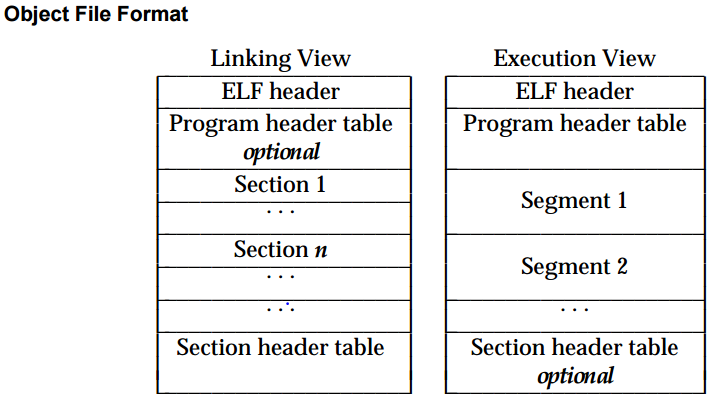 Object File Format
Linking View
ELF header
Program header table
optional
Section 1
. . .
Section n
. . .
. . .
Section header table
Execution View
ELF header
Program header table
Segment 1
Segment 2
. . .
Section header table
optional